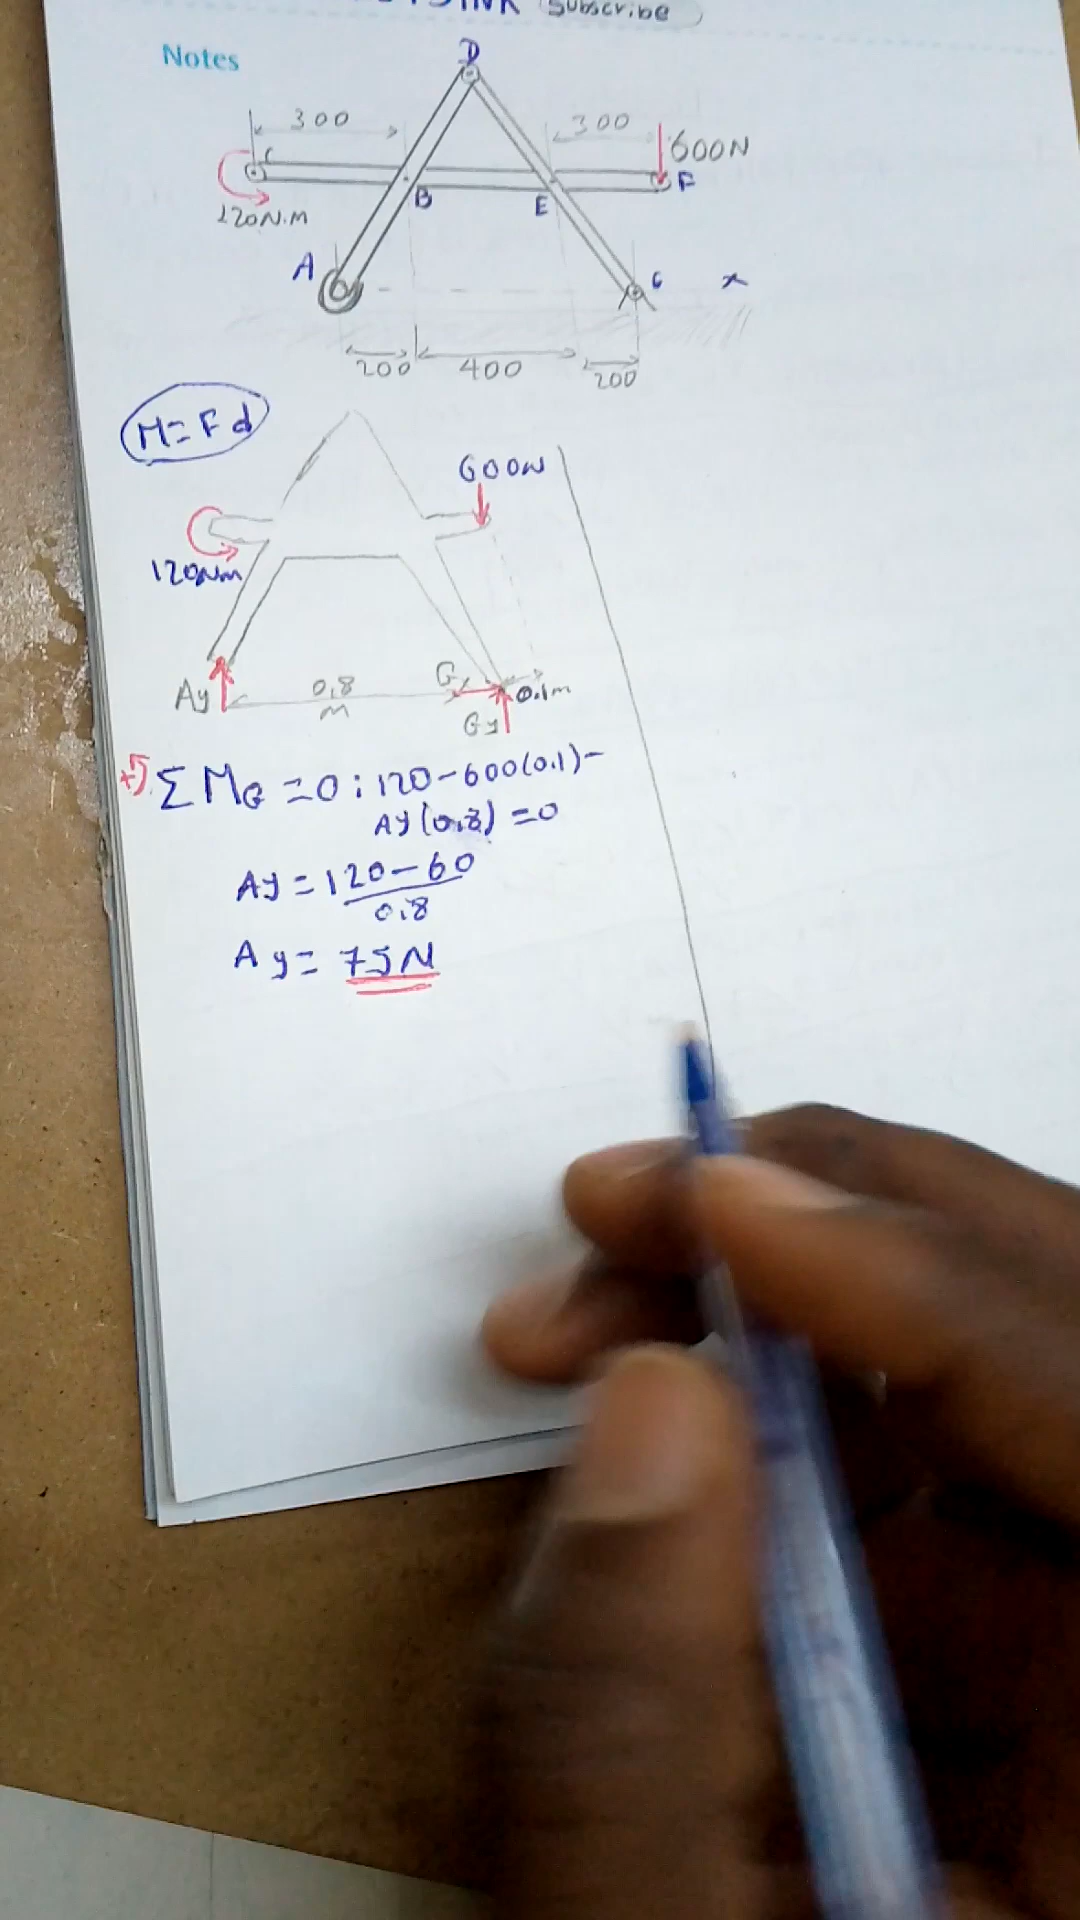 Subscribe
Notes
D
300
300
600N
C
F
120N.M
B
E
A
G
x
200
400
200
M=Fd
600N
120Nm
Ay
0,8
m
Gx
0.1m
Gy
+ ΣMG=0: 120-600(0.1)-
Ay(0.8)=0
Ay=120-60
0,8
Ay= 75N